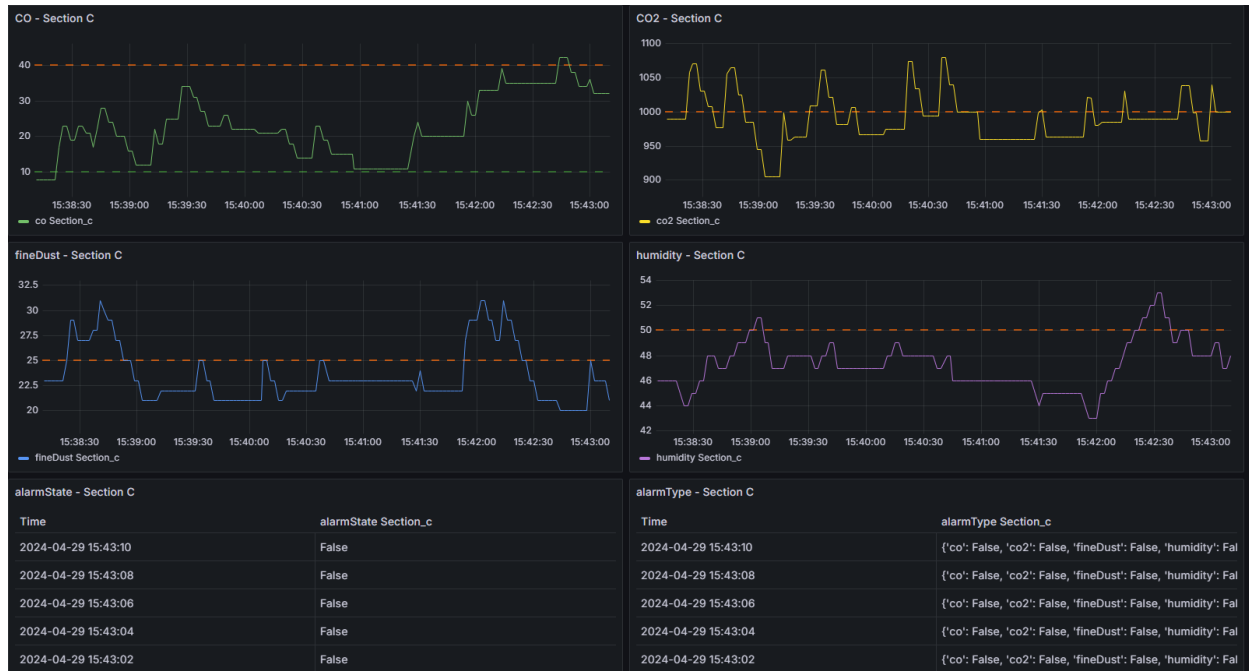 CO - Section C
40
30
20
10
15:38:30 15:39:00 15:39:30 15:40:00 15:40:30 15:41:00 15:41:30 15:42:00 15:42:30 15:43:00
co Section_c
CO2 - Section C
1100
1050
1000
950
900
15:38:30 15:39:00 15:39:30 15:40:00 15:40:30 15:41:00 15:41:30 15:42:00 15:42:30 15:43:00
co2 Section_c
fineDust - Section C
32.5
30
27.5
25
22.5
20
15:38:30 15:39:00 15:39:30 15:40:00 15:40:30 15:41:00 15:41:30 15:42:00 15:42:30 15:43:00
fineDust Section_c
humidity - Section C
54
52
50
48
46
44
42
15:38:30 15:39:00 15:39:30 15:40:00 15:40:30 15:41:00 15:41:30 15:42:00 15:42:30 15:43:00
humidity Section_c
alarmState - Section C
Time alarmState Section_c
2024-04-29 15:43:10 False
2024-04-29 15:43:08 False
2024-04-29 15:43:06 False
2024-04-29 15:43:04 False
2024-04-29 15:43:02 False
alarmType - Section C
Time alarmType Section_c
2024-04-29 15:43:10 {'co': False, 'co2': False, 'fineDust': False, 'humidity': Fal
2024-04-29 15:43:08 {'co': False, 'co2': False, 'fineDust': False, 'humidity': Fal
2024-04-29 15:43:06 {'co': False, 'co2': False, 'fineDust': False, 'humidity': Fal
2024-04-29 15:43:04 {'co': False, 'co2': False, 'fineDust': False, 'humidity': Fal
2024-04-29 15:43:02 {'co': False, 'co2': False, 'fineDust': False, 'humidity': Fal